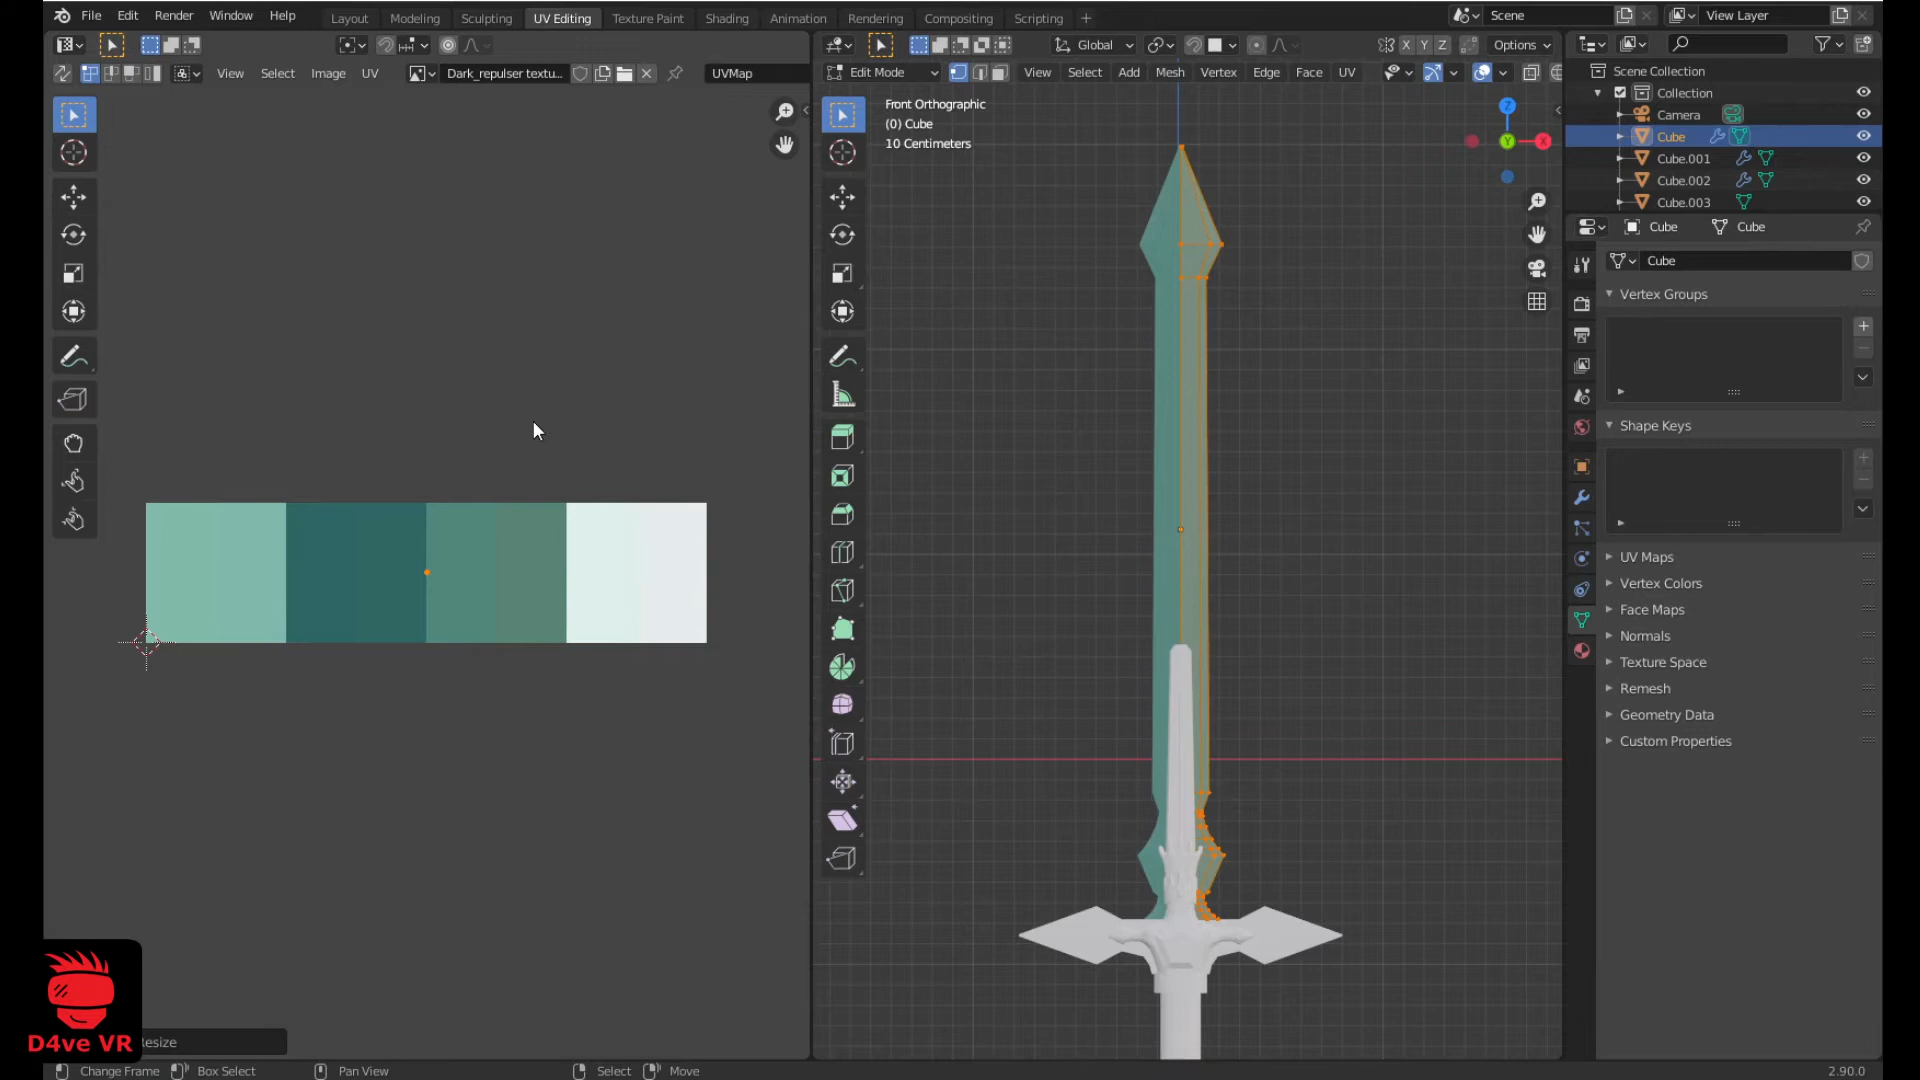 File Edit Render Window Help
Layout Modeling Sculpting UV Editing Texture Paint Shading Animation Rendering Compositing Scripting +
Scene
View Layer
Global
X Y Z
Options
View Select Image UV
Dark_repulser textu...
UVMap
Edit Mode
View Select Add Mesh Vertex Edge Face UV
Front Orthographic
(0) Cube
10 Centimeters
Z
Y
X
Scene Collection
Collection
Camera
Cube
Cube.001
Cube.002
Cube.003
Cube Cube
Cube
Vertex Groups
Shape Keys
UV Maps
Vertex Colors
Face Maps
Normals
Texture Space
Remesh
Geometry Data
Custom Properties
D4ve VR
esize
Change Frame Box Select Pan View Select Move
2.90.0